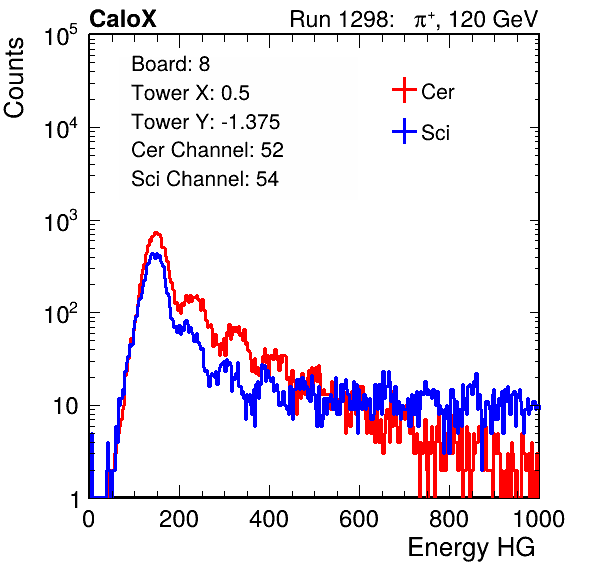 CaloX Run 1298: π⁺, 120 GeV
Counts
10⁵
10⁴
10³
10²
10
1
Board: 8
Tower X: 0.5
Tower Y: -1.375
Cer Channel: 52
Sci Channel: 54
Cer
Sci
0 200 400 600 800 1000
Energy HG